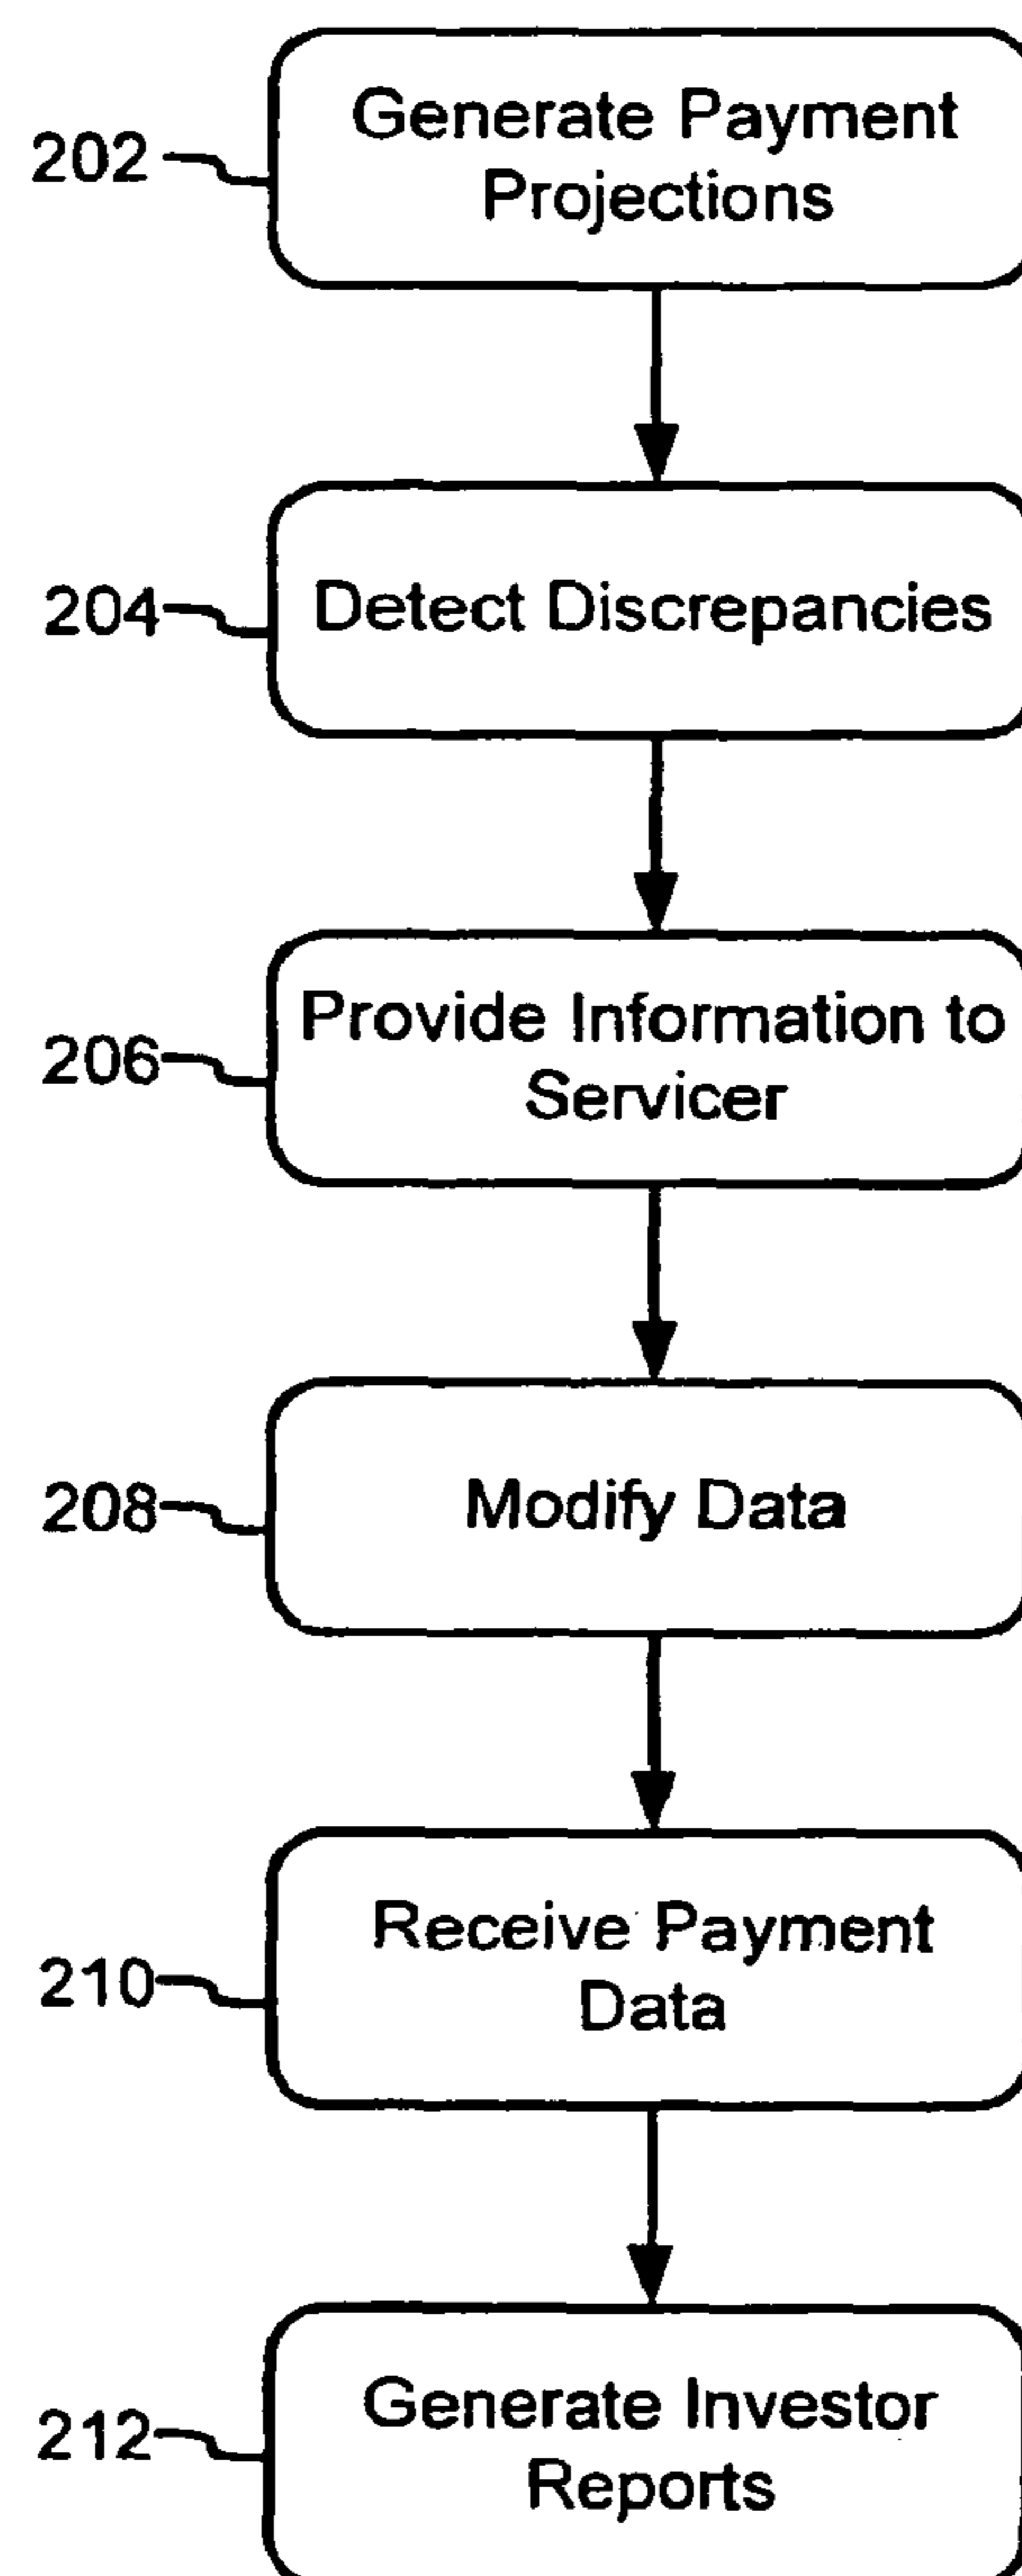 202
Generate Payment
Projections
204
Detect Discrepancies
206
Provide Information to
Servicer
208
Modify Data
210
Receive Payment
Data
212
Generate Investor
Reports